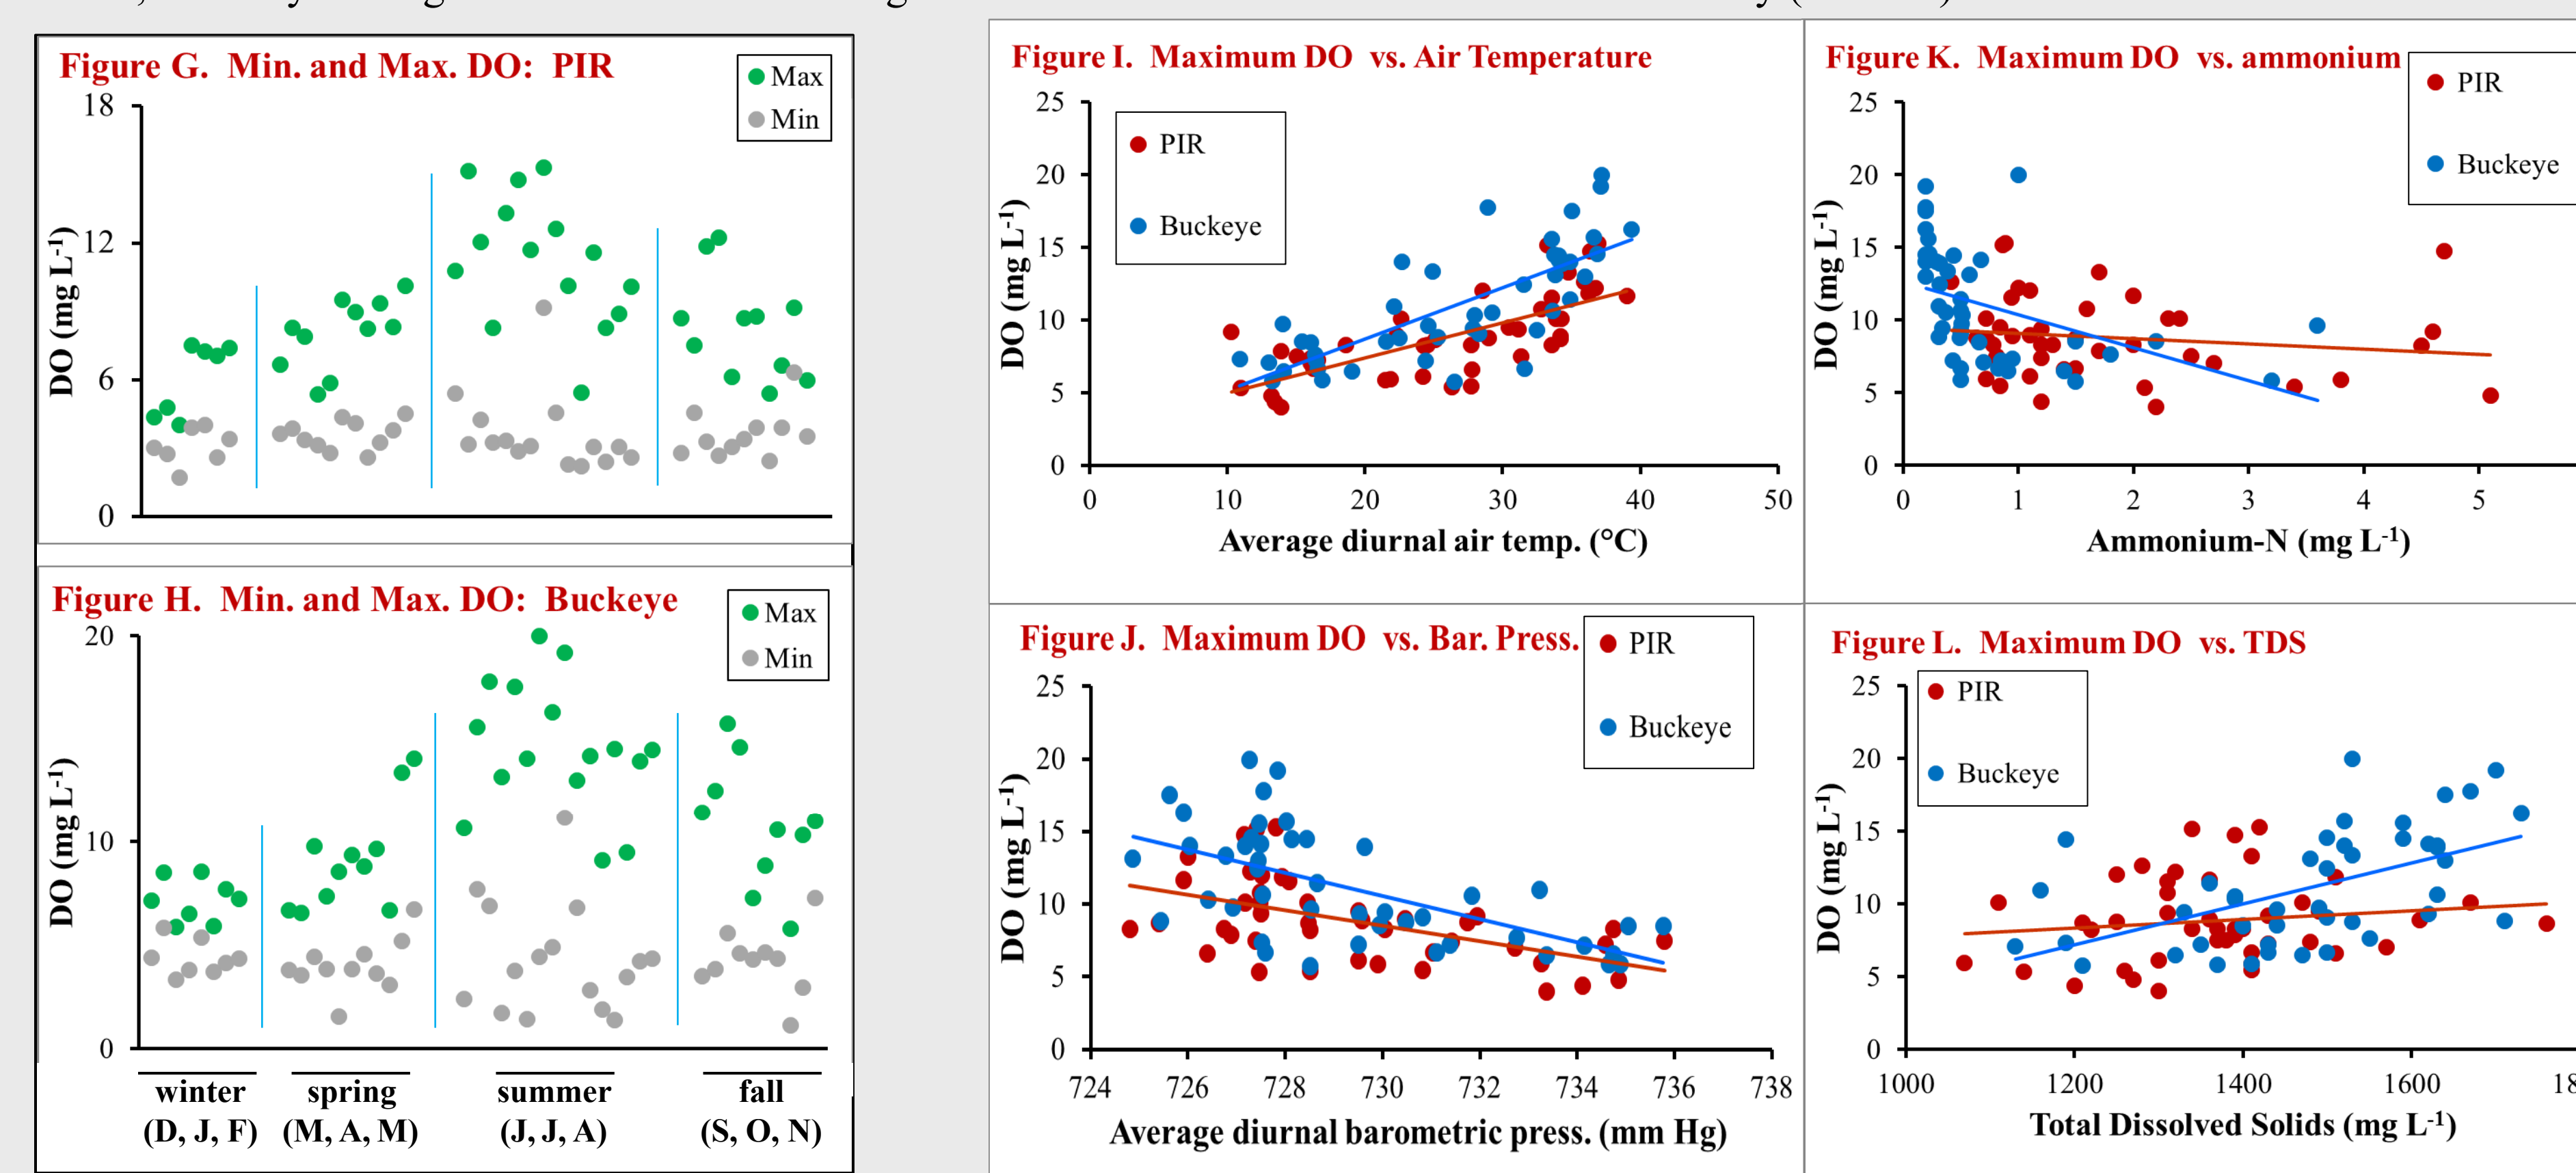 Figure G.  Min. and Max. DO:  PIR
Max
Min
18
12
6
0
DO (mg L-1)
Figure H.  Min. and Max. DO:  Buckeye
Max
Min
20
10
0
DO (mg L-1)
winter
(D, J, F)
spring
(M, A, M)
summer
(J, J, A)
fall
(S, O, N)
Figure I.  Maximum DO  vs. Air Temperature
PIR
Buckeye
25
20
15
10
5
0
DO (mg L-1)
0 10 20 30 40 50
Average diurnal air temp. (°C)
Figure K.  Maximum DO  vs. ammonium
PIR
Buckeye
25
20
15
10
5
0
DO (mg L-1)
0 1 2 3 4 5
Ammonium-N (mg L-1)
Figure J.  Maximum DO  vs. Bar. Press.
PIR
Buckeye
25
20
15
10
5
0
DO (mg L-1)
724 726 728 730 732 734 736 738
Average diurnal barometric press. (mm Hg)
Figure L.  Maximum DO  vs. TDS
PIR
Buckeye
25
20
15
10
5
0
DO (mg L-1)
1000 1200 1400 1600 18
Total Dissolved Solids (mg L-1)